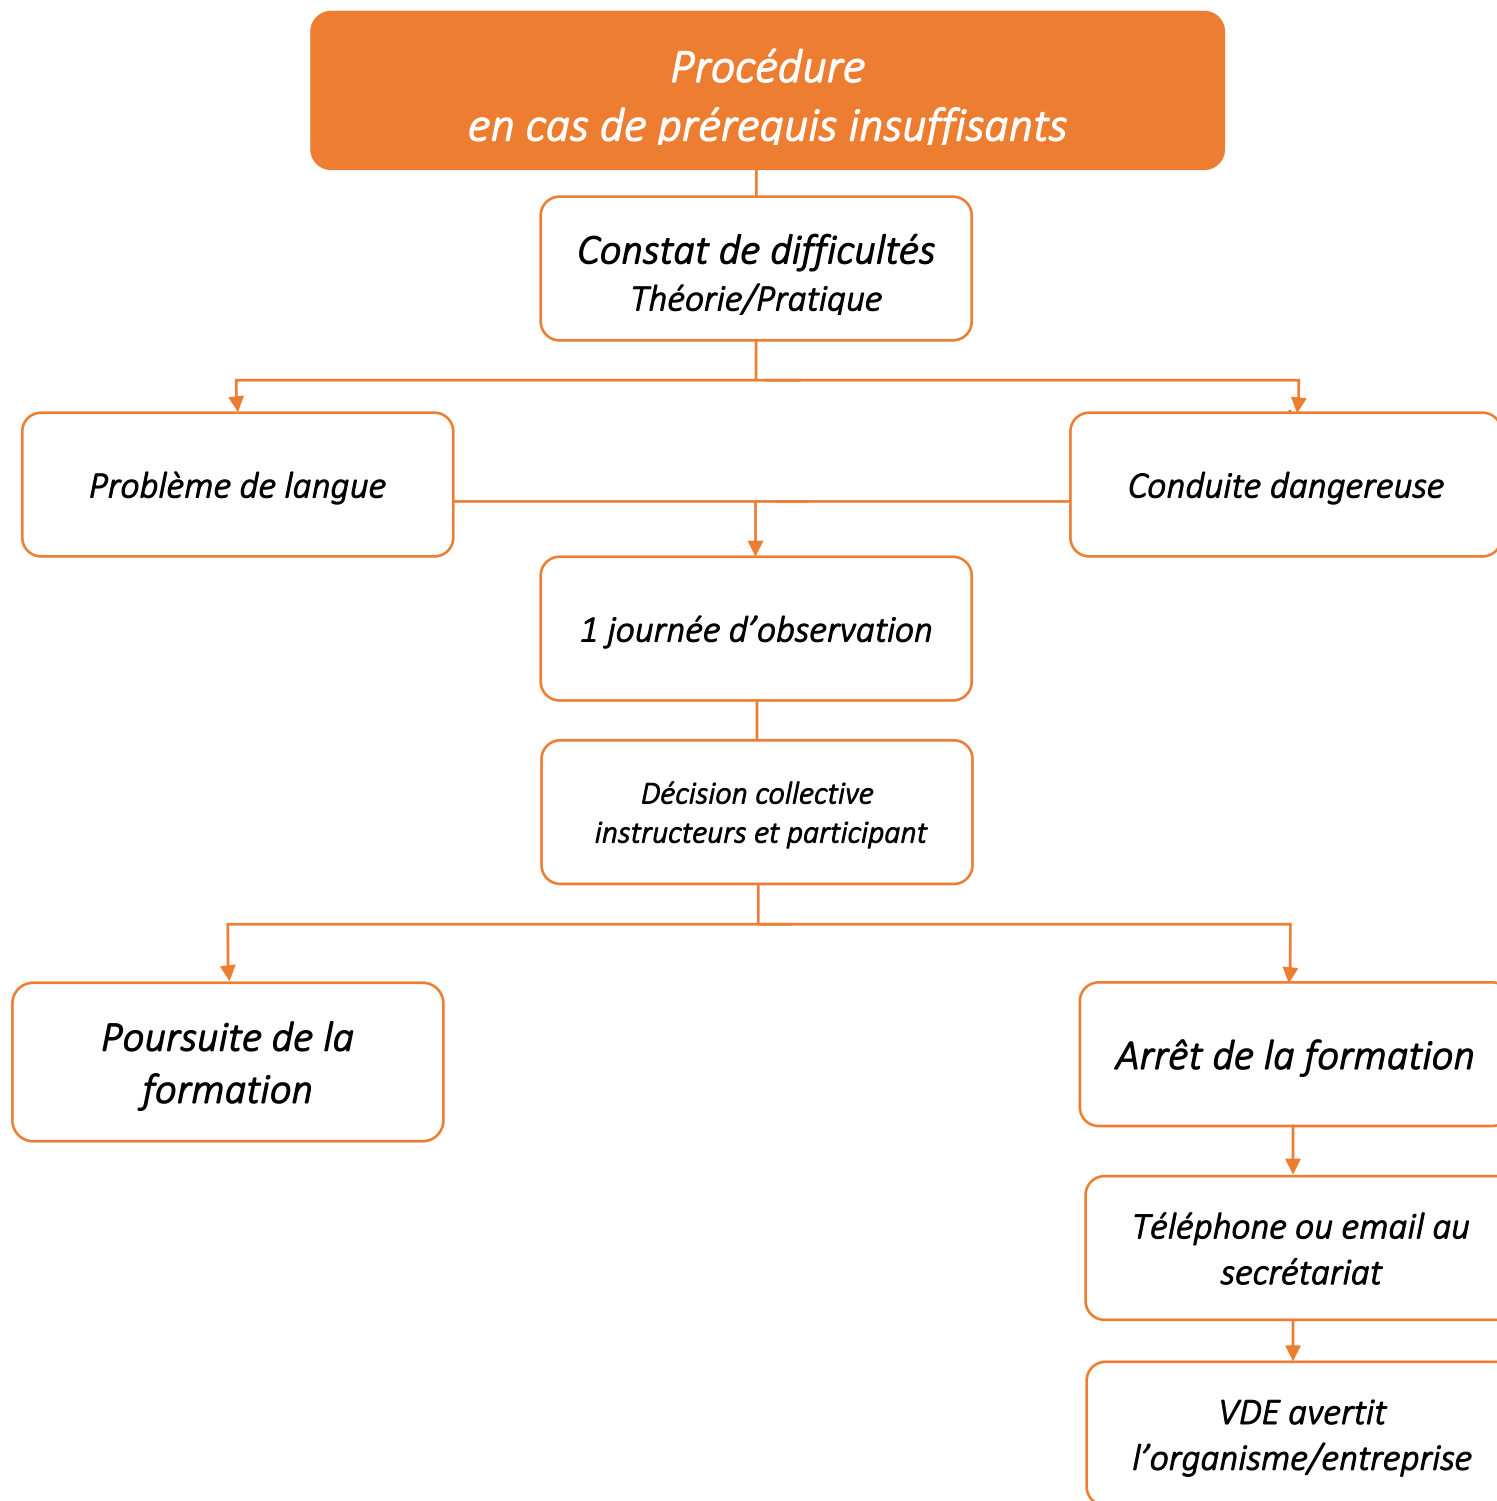 Procédure
en cas de prérequis insuffisants
Constat de difficultés
Théorie/Pratique
Problème de langue
Conduite dangereuse
1 journée d’observation
Décision collective
instructeurs et participant
Poursuite de la
formation
Arrêt de la formation
Téléphone ou email au
secrétariat
VDE avertit
l’organisme/entreprise